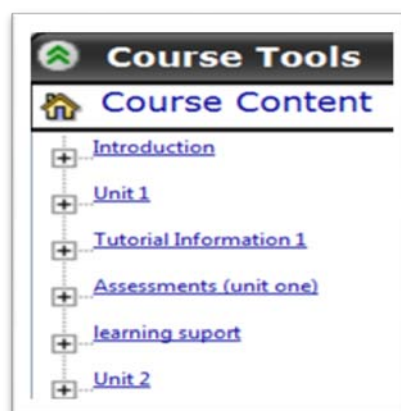 Course Tools
Course Content
Introduction
Unit 1
Tutorial Information 1
Assessments (unit one)
learning suport
Unit 2